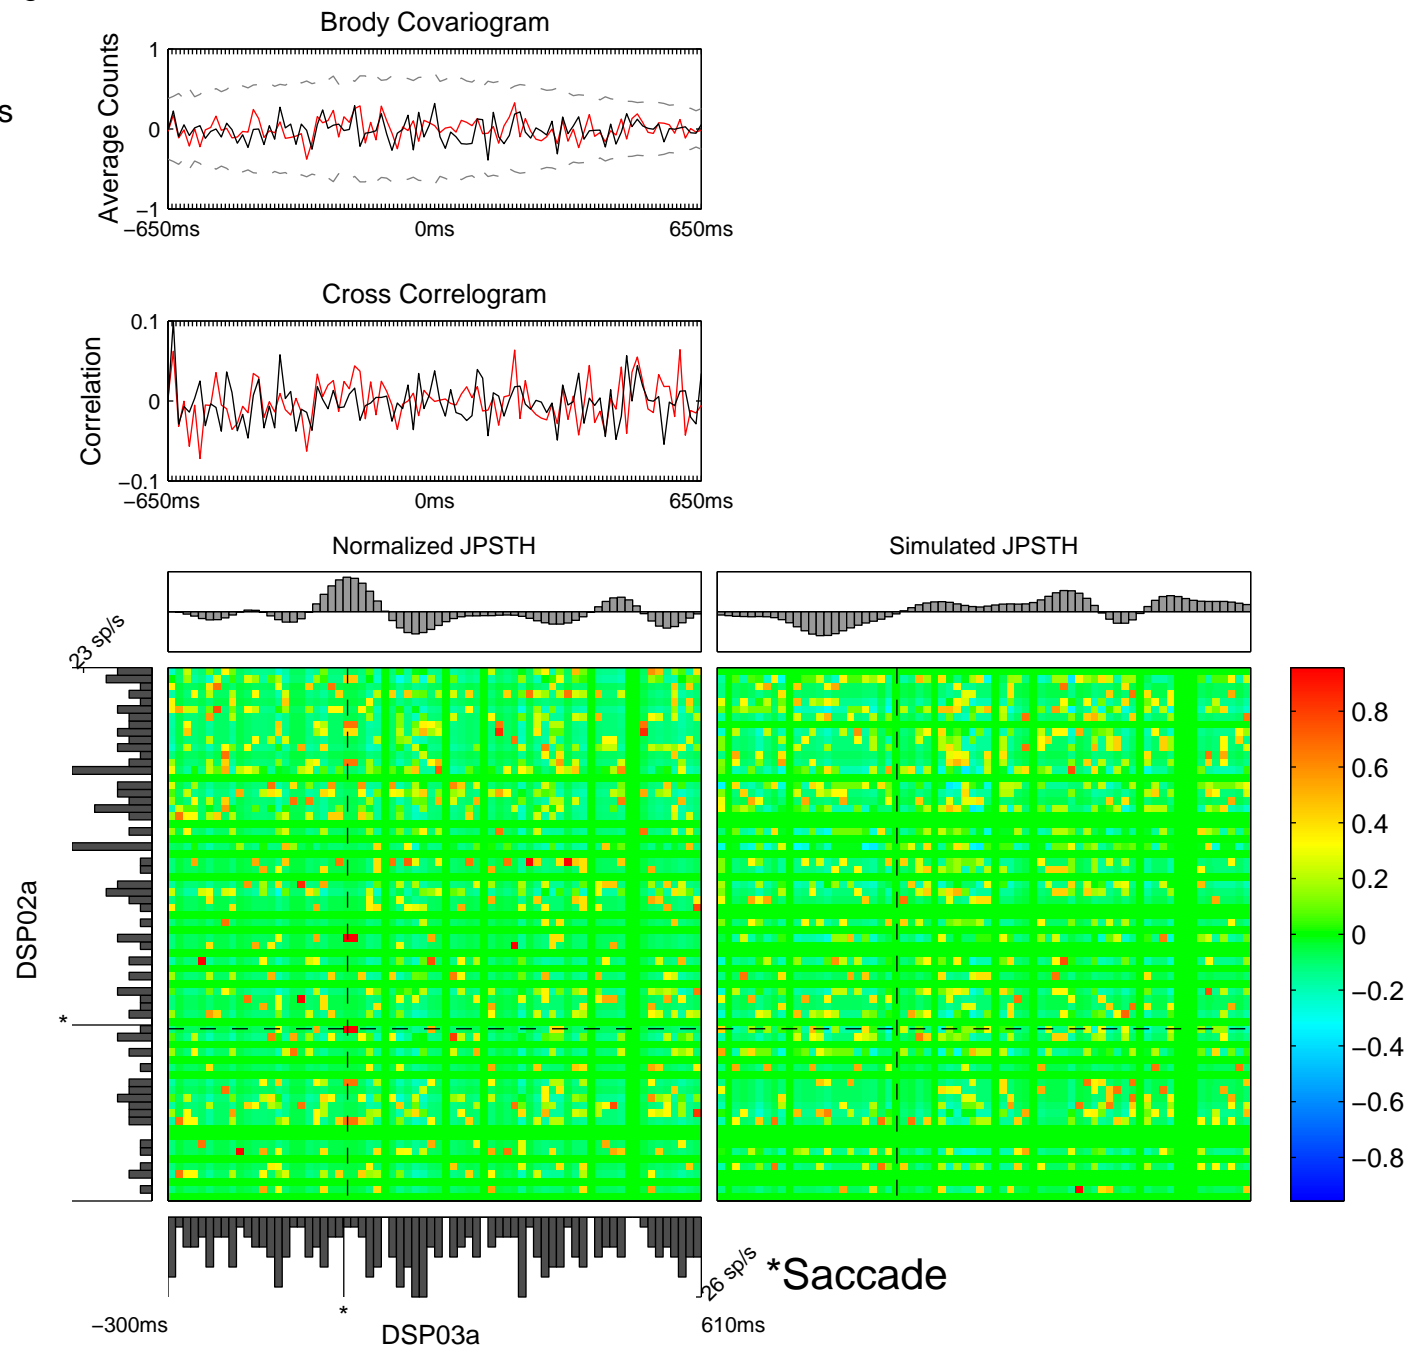 Brody Covariogram
Average Counts
1
0
−1
−650ms
0ms
650ms
s
Cross Correlogram
Correlation
0.1
0
−0.1
−650ms
0ms
650ms
Normalized JPSTH
Simulated JPSTH
23 sp/s
DSP02a
*
0.8
0.6
0.4
0.2
0
−0.2
−0.4
−0.6
−0.8
26 sp/s
*Saccade
*
−300ms
DSP03a
610ms